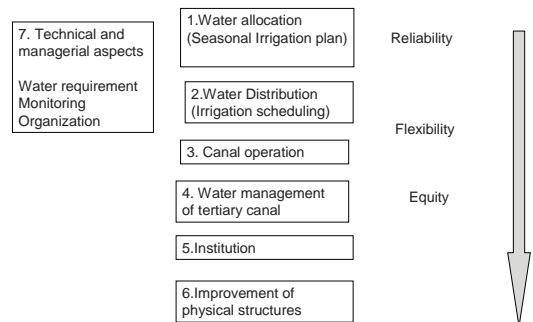 7. Technical and
managerial aspects
Water requirement
Monitoring
Organization
1.Water allocation
(Seasonal Irrigation plan)
Reliability
2.Water Distribution
(Irrigation scheduling)
Flexibility
3. Canal operation
4. Water management
of tertiary canal
Equity
5.Institution
6.Improvement of
physical structures